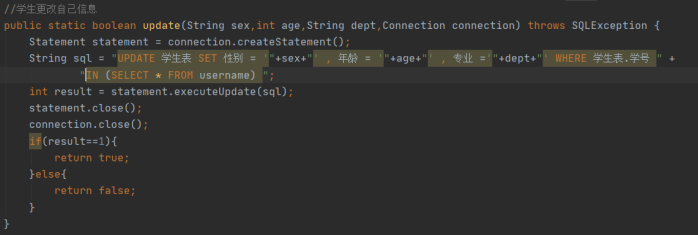 //学生更改自己信息
public static boolean update(String sex,int age,String dept,Connection connection) throws SQLException {
Statement statement = connection.createStatement();
String sql = "UPDATE 学生表 SET 性别 = '"+sex+"' , 年龄 = '"+age+"' , 专业 ='"+dept+"' WHERE 学生表.学号 " +
"IN (SELECT * FROM username) ";
int result = statement.executeUpdate(sql);
statement.close();
connection.close();
if(result==1){
return true;
}else{
return false;
}
}